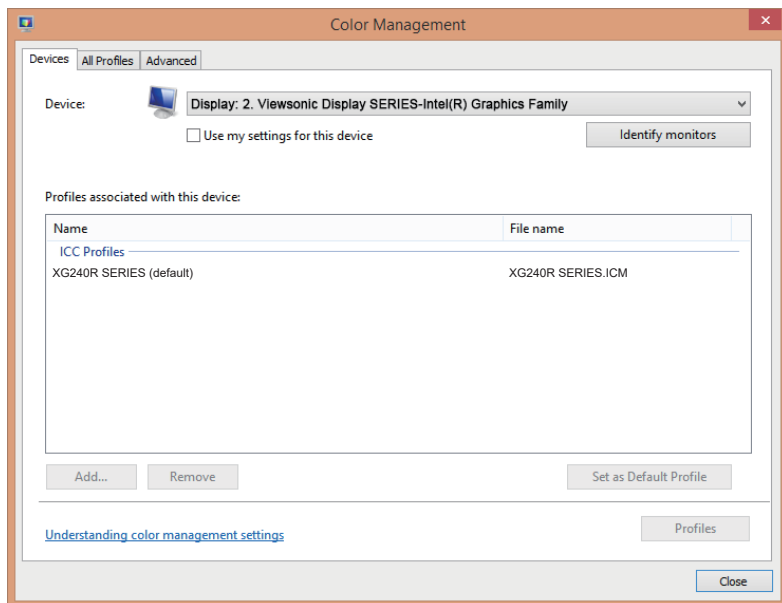 Color Management
Devices All Profiles Advanced
Device: Display: 2. Viewsonic Display SERIES-Intel(R) Graphics Family
Use my settings for this device Identify monitors
Profiles associated with this device:
Name File name
ICC Profiles
XG240R SERIES (default) XG240R SERIES.ICM
Add... Remove Set as Default Profile
Understanding color management settings Profiles
Close